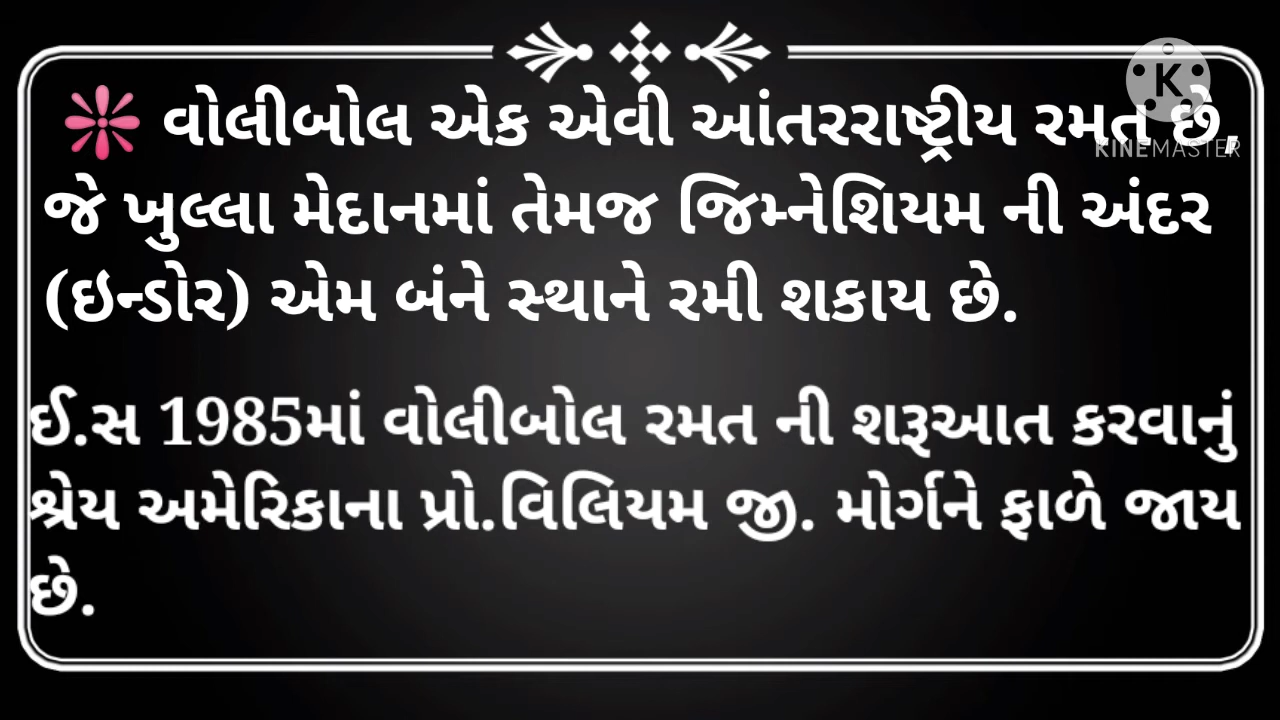 વોલીબોલ એક એવી આંતરરાષ્ટ્રીય રમત છે,
જે ખુલ્લા મેદાનમાં તેમજ જિમ્નેશિયમ ની અંદર
(ઇન્ડોર) એમ બંને સ્થાને રમી શકાય છે.
ઈ.સ 1985માં વોલીબોલ રમત ની શરૂઆત કરવાનું
શ્રેય અમેરિકાના પ્રો.વિલિયમ જી. મોર્ગને ફાળે જાય
છે.
K
KINEMASTER